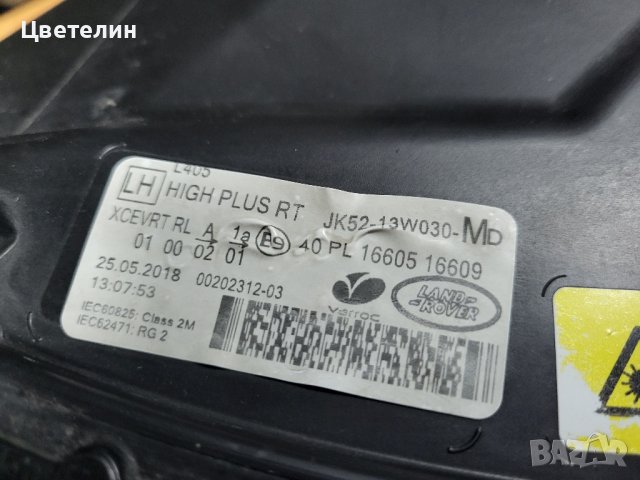 Цветелин
L405
LH HIGH PLUS RT JK52-13W030-MD
XCEVRT RL A 1a E9 40 PL 16605 16609
01 00 02 01
25.05.2018 00202312-03
13:07:53
varroc
LAND-
ROVER
IEC60825: Class 2M
IEC62471: RG 2
BAZAR